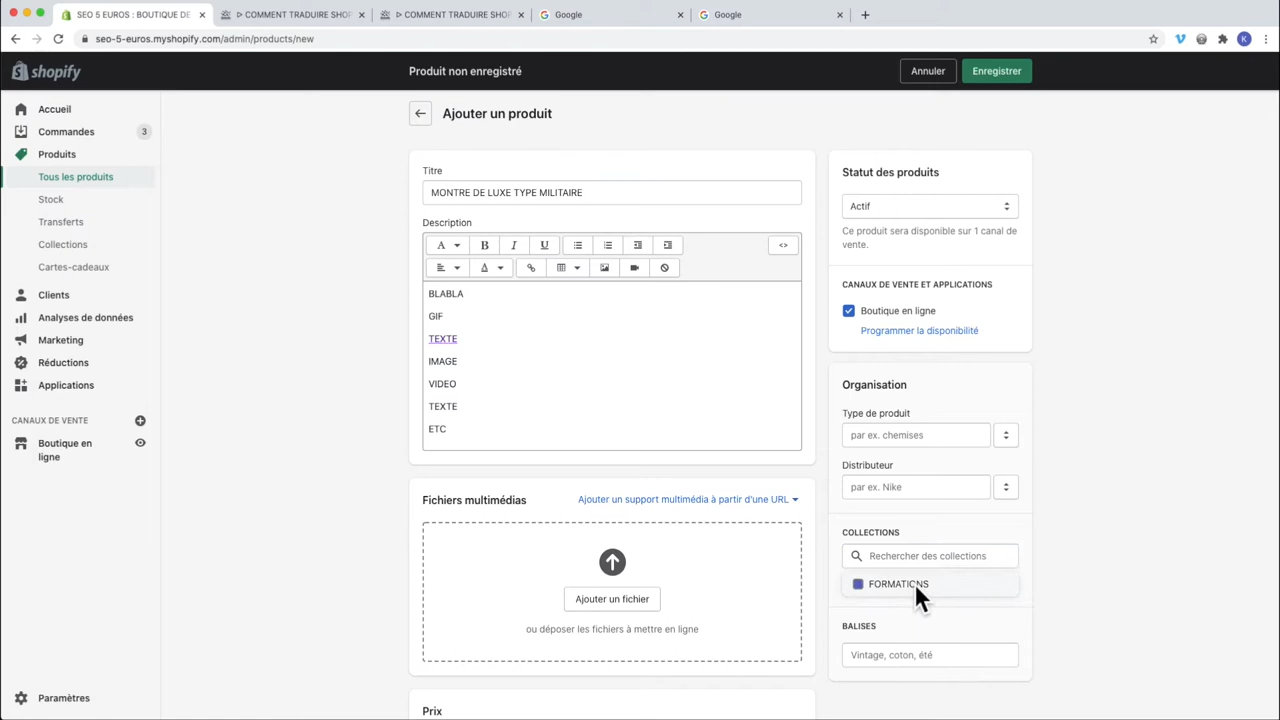 SEO 5 EUROS : BOUTIQUE DE
▷ COMMENT TRADUIRE SHOP
▷ COMMENT TRADUIRE SHOP
Google
Google
seo-5-euros.myshopify.com/admin/products/new
K
shopify
Produit non enregistré
Annuler
Enregistrer
Accueil
Commandes
3
Produits
Tous les produits
Stock
Transferts
Collections
Cartes-cadeaux
Clients
Analyses de données
Marketing
Réductions
Applications
CANAUX DE VENTE
Boutique en
ligne
Paramètres
Ajouter un produit
Titre
MONTRE DE LUXE TYPE MILITAIRE
Description
A
B
I
U
<>
A
BLABLA
GIF
TEXTE
IMAGE
VIDEO
TEXTE
ETC
Fichiers multimédias
Ajouter un support multimédia à partir d'une URL
Ajouter un fichier
ou déposer les fichiers à mettre en ligne
Prix
Statut des produits
Actif
Ce produit sera disponible sur 1 canal de
vente.
CANAUX DE VENTE ET APPLICATIONS
Boutique en ligne
Programmer la disponibilité
Organisation
Type de produit
par ex. chemises
Distributeur
par ex. Nike
COLLECTIONS
Rechercher des collections
FORMATIONS
BALISES
Vintage, coton, été